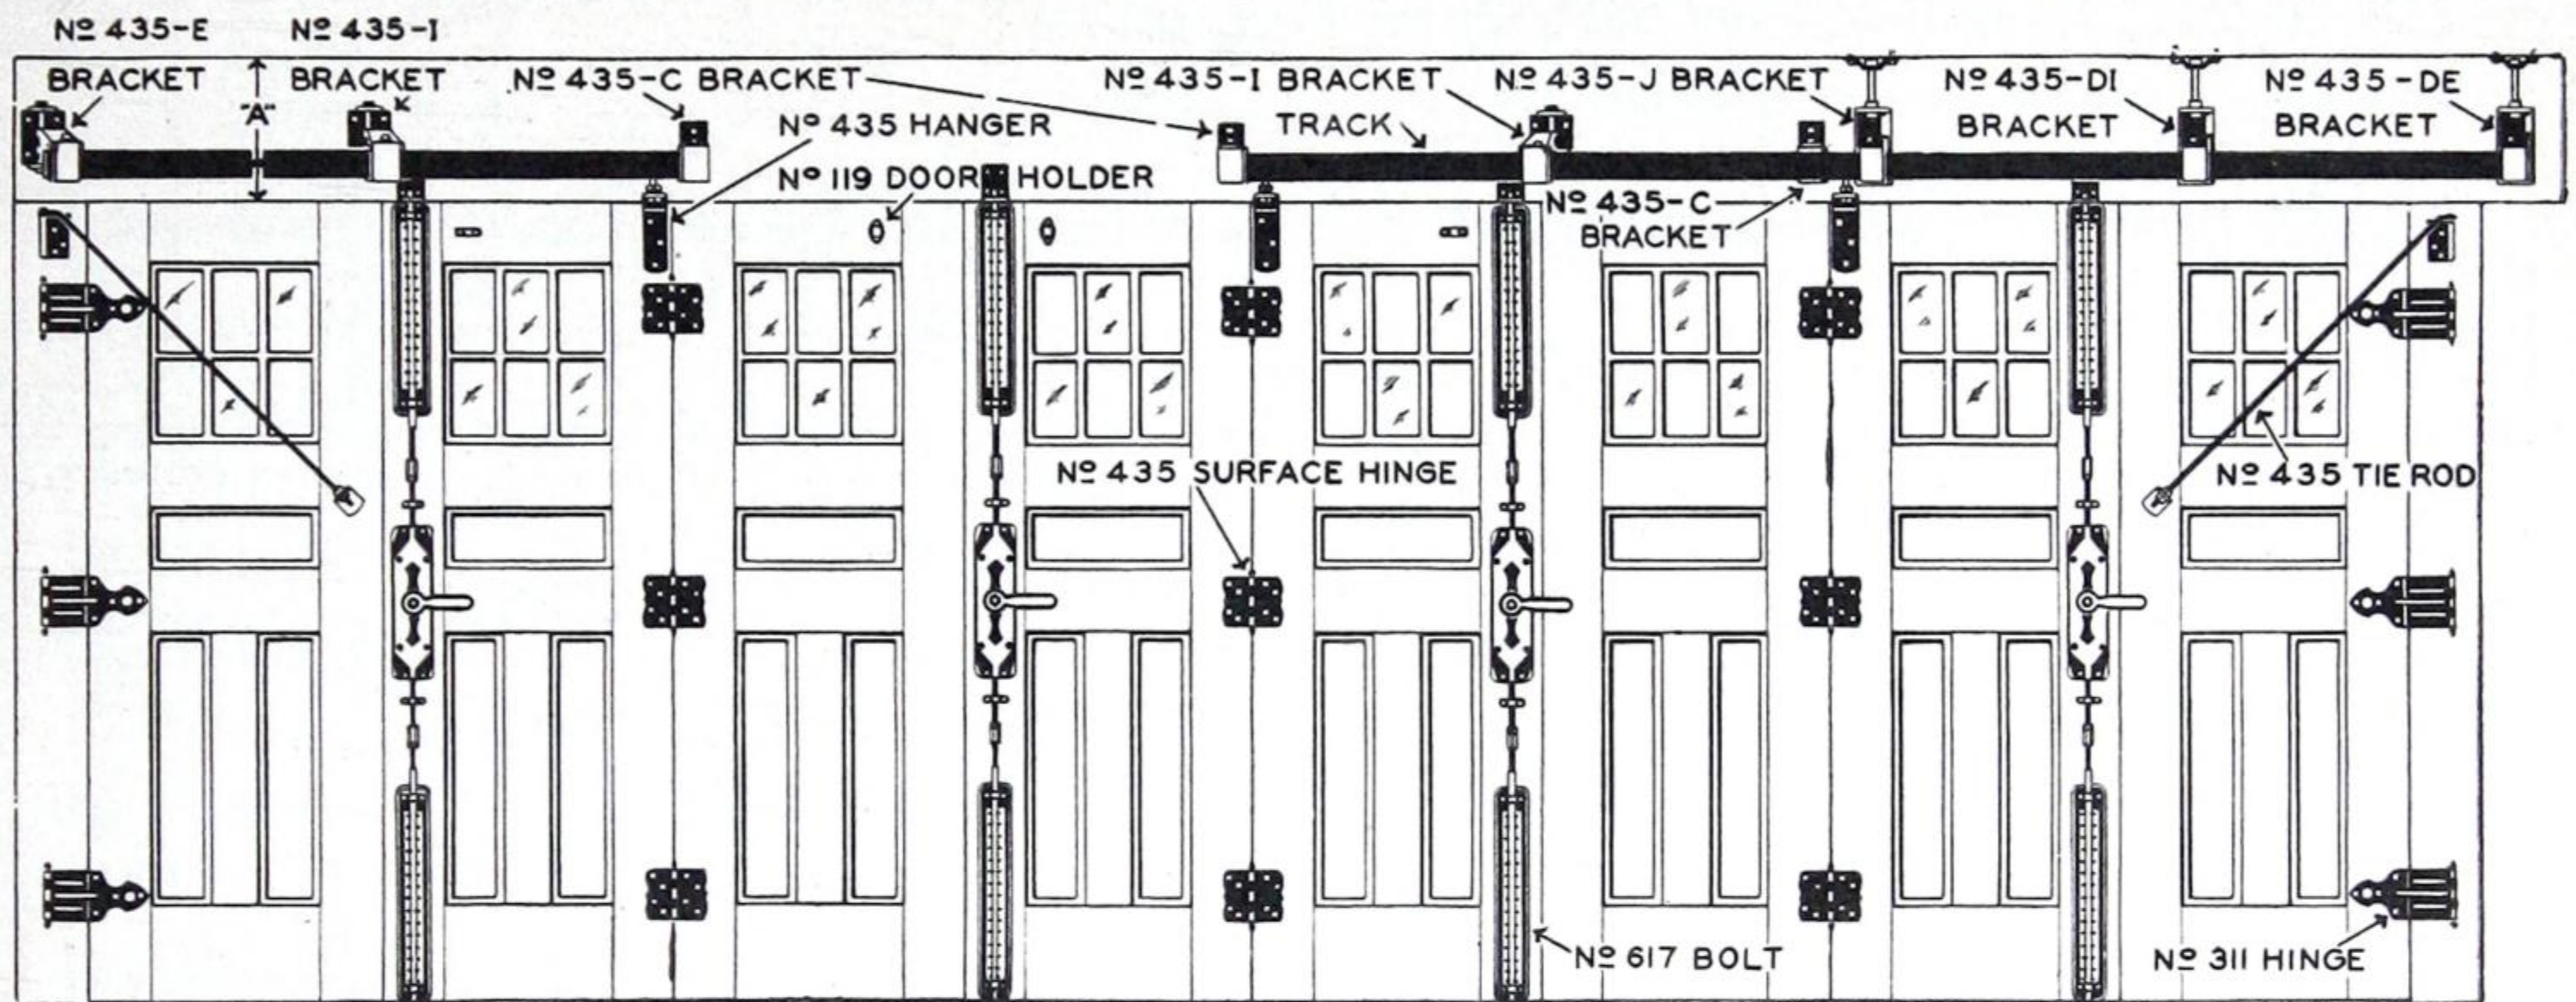 Nº 435-E BRACKET
Nº 435-I BRACKET
"A"
Nº 435-C BRACKET
Nº 435 HANGER
Nº 119 DOOR HOLDER
Nº 435-I BRACKET
TRACK
Nº 435-J BRACKET
Nº 435-DI BRACKET
Nº 435-DE BRACKET
Nº 435-C BRACKET
Nº 435 SURFACE HINGE
Nº 435 TIE ROD
Nº 617 BOLT
Nº 311 HINGE